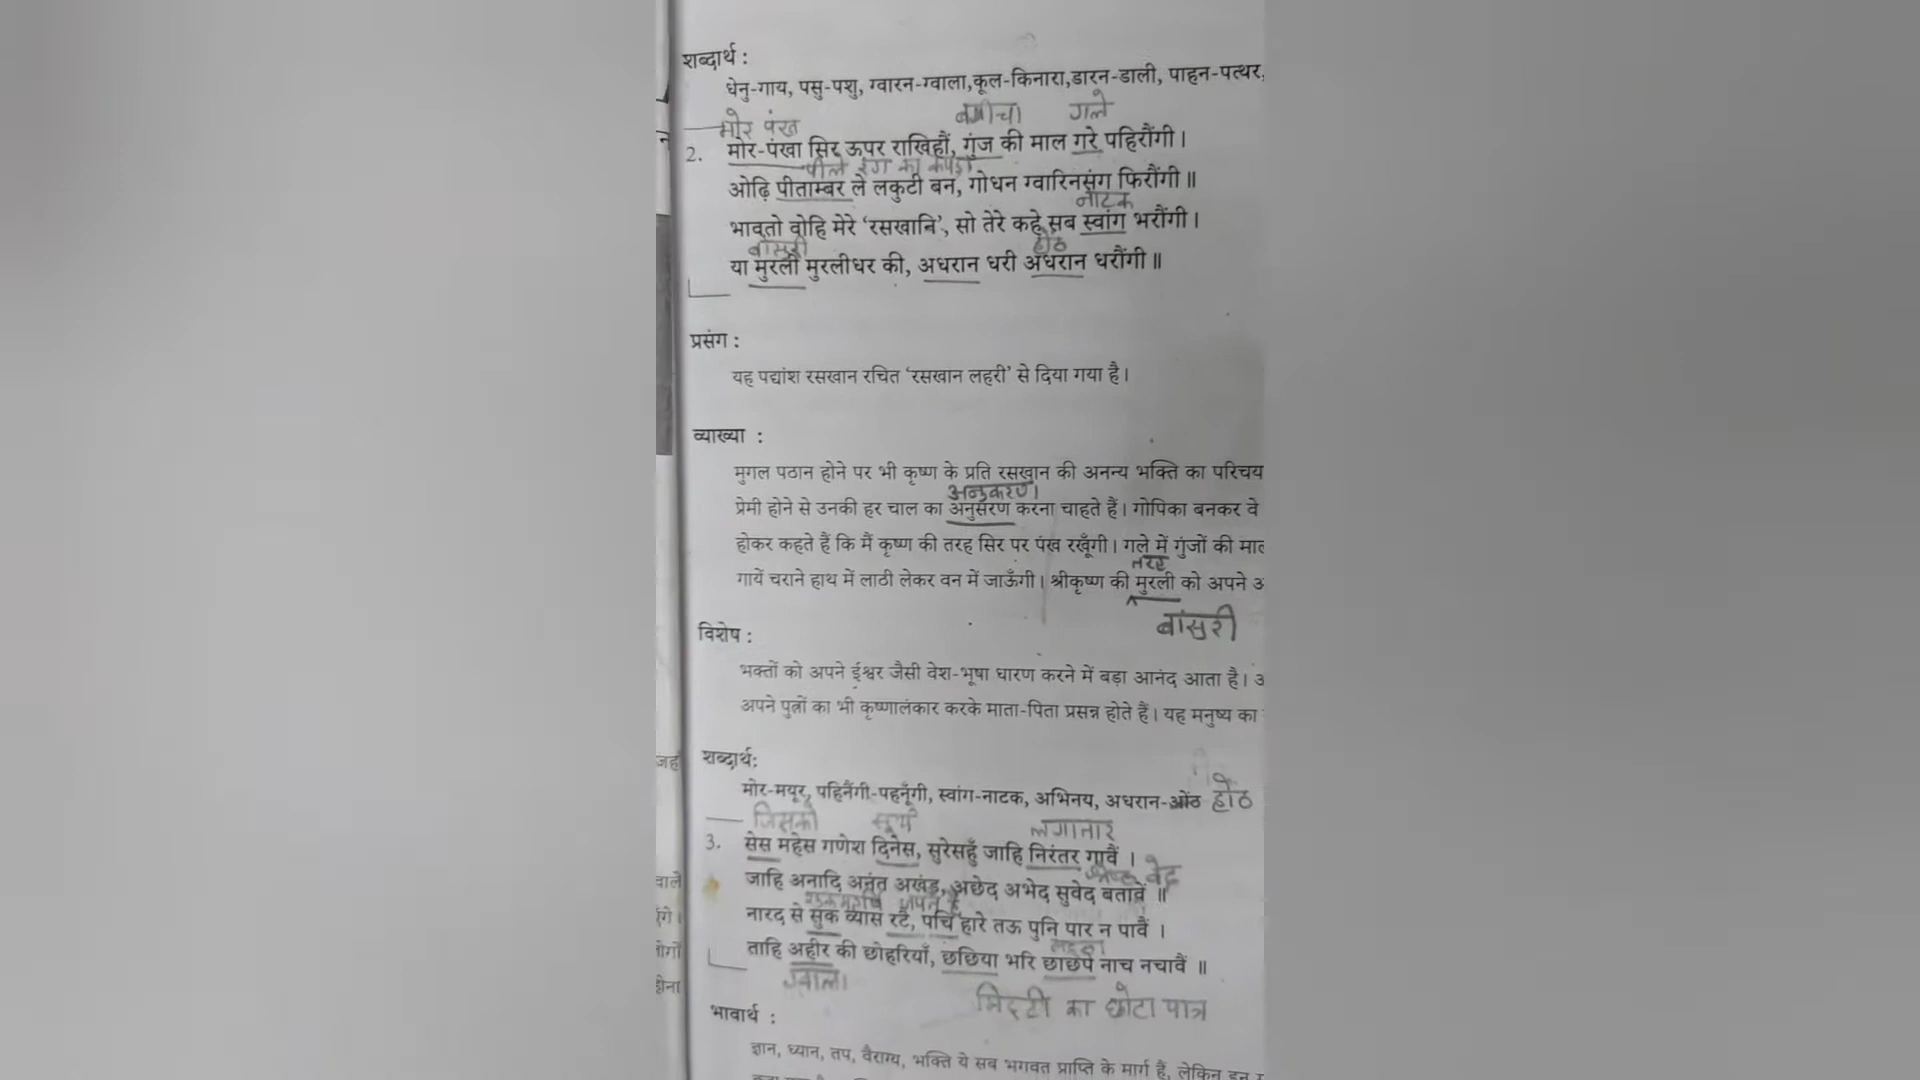 शब्दार्थ :
धेनु-गाय, पसु-पशु, ग्वारन-ग्वाला,कूल-किनारा,डारन-डाली, पाहन-पत्थर,
बगीचा गले
मोर पंख
2. मोर-पंखा सिर ऊपर राखिहौं, गुंज की माल गरे पहिरौंगी।
पीले रंग का कपड़ा
ओढ़ि पीताम्बर ले लकुटी बन, गोधन ग्वारिनसंग फिरौंगी॥
नाटक
भावतो वोहि मेरे ‘रसखानि’, सो तेरे कहे सब स्वांग भरौंगी।
बांसुरी होंठ
या मुरली मुरलीधर की, अधरान धरी अधरान धरौंगी॥
प्रसंग :
यह पद्यांश रसखान रचित ‘रसखान लहरी’ से दिया गया है।
व्याख्या :
मुगल पठान होने पर भी कृष्ण के प्रति रसखान की अनन्य भक्ति का परिचय
अनुकरण
प्रेमी होने से उनकी हर चाल का अनुसरण करना चाहते हैं। गोपिका बनकर वे
होकर कहते हैं कि मैं कृष्ण की तरह सिर पर पंख रखूँगी। गले में गुंजों की माल
तरह
गायें चराने हाथ में लाठी लेकर वन में जाऊँगी। श्रीकृष्ण की मुरली को अपने अ
बांसुरी
विशेष :
भक्तों को अपने ईश्वर जैसी वेश-भूषा धारण करने में बड़ा आनंद आता है।
अपने पुत्रों का भी कृष्णालंकार करके माता-पिता प्रसन्न होते हैं। यह मनुष्य का
शब्दार्थ:
मोर-मयूर, पहिनैंगी-पहनूँगी, स्वांग-नाटक, अभिनय, अधरान-ओंठ होंठ
जिसको सूर्य लगातार
3. सेस महेस गणेश दिनेस, सुरेसहुँ जाहि निरंतर गावैं ।
वेद
जाहि अनादि अनंत अखंड, अछेद अभेद सुवेद बतावैं ॥
जपते हैं
नारद से सुक व्यास रटैं, पचि हारे तऊ पुनि पार न पावैं ।
ताहि अहीर की छोहरियाँ, छछिया भरि छाछपे नाच नचावैं ॥
ग्वाला
मिट्टी का छोटा पात्र
भावार्थ :
ज्ञान, ध्यान, तप, वैराग्य, भक्ति ये सब भगवत प्राप्ति के मार्ग हैं, लेकिन इन